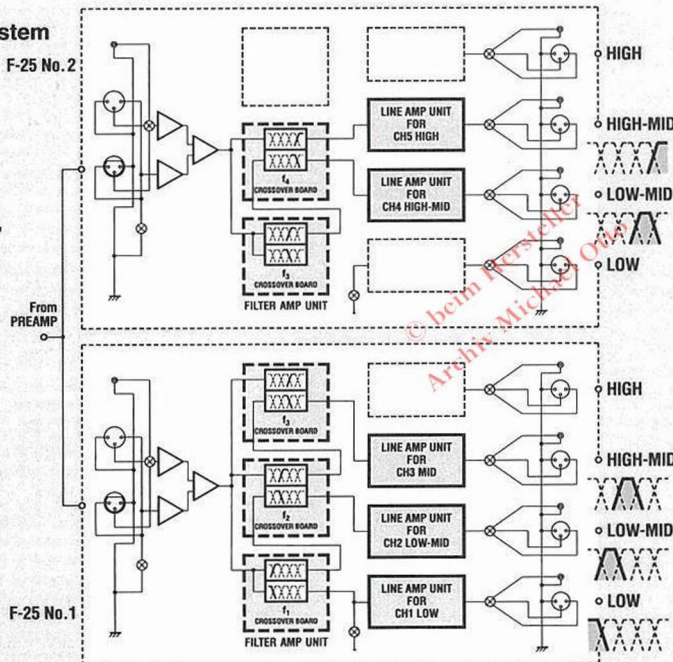 stem
F-25 No.2
HIGH
LINE AMP UNIT
FOR
CH5 HIGH
HIGH-MID
f4
CROSSOVER BOARD
LINE AMP UNIT
FOR
CH4 HIGH-MID
LOW-MID
f3
CROSSOVER BOARD
LOW
FILTER AMP UNIT
From
PREAMP
© beim Hersteller
Archiv Michael Otto
HIGH
f3
CROSSOVER BOARD
LINE AMP UNIT
FOR
CH3 MID
HIGH-MID
f2
CROSSOVER BOARD
LINE AMP UNIT
FOR
CH2 LOW-MID
LOW-MID
f1
CROSSOVER BOARD
LINE AMP UNIT
FOR
CH1 LOW
LOW
F-25 No.1
FILTER AMP UNIT